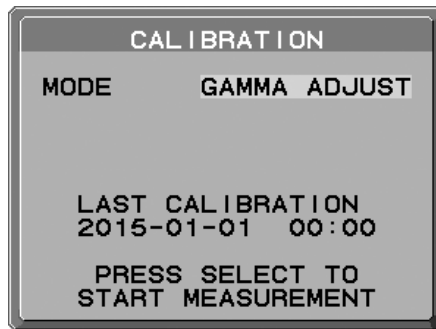 CALIBRATION
MODE GAMMA ADJUST
LAST CALIBRATION
2015-01-01 00:00
PRESS SELECT TO
START MEASUREMENT